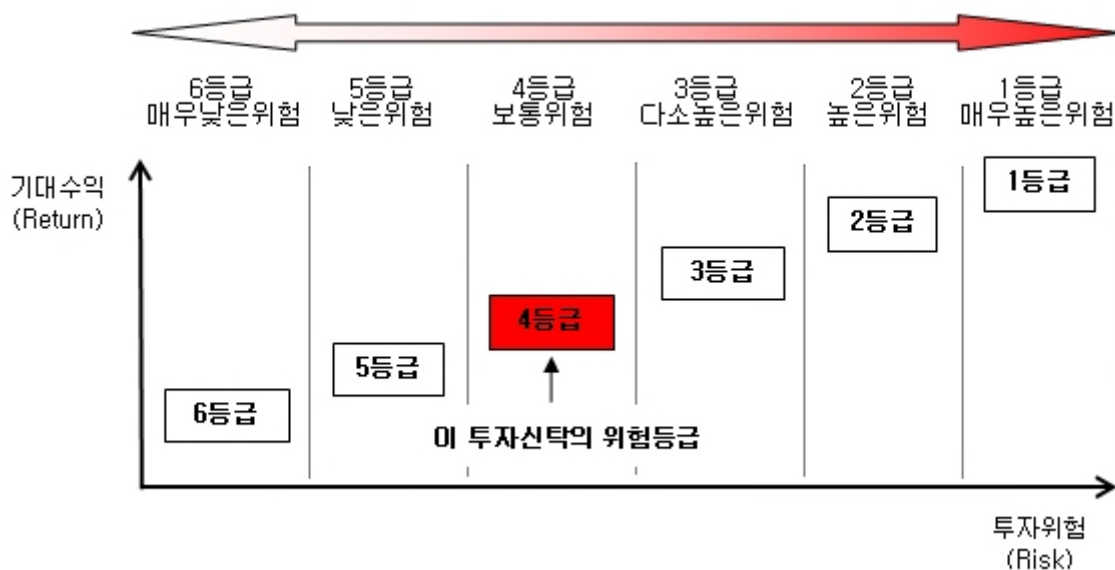 6등급
매우낮은위험
5등급
낮은위험
4등급
보통위험
3등급
다소높은위험
2등급
높은위험
1등급
매우높은위험
기대수익
(Return)
1등급
2등급
3등급
4등급
5등급
6등급
이 투자신탁의 위험등급
투자위험
(Risk)